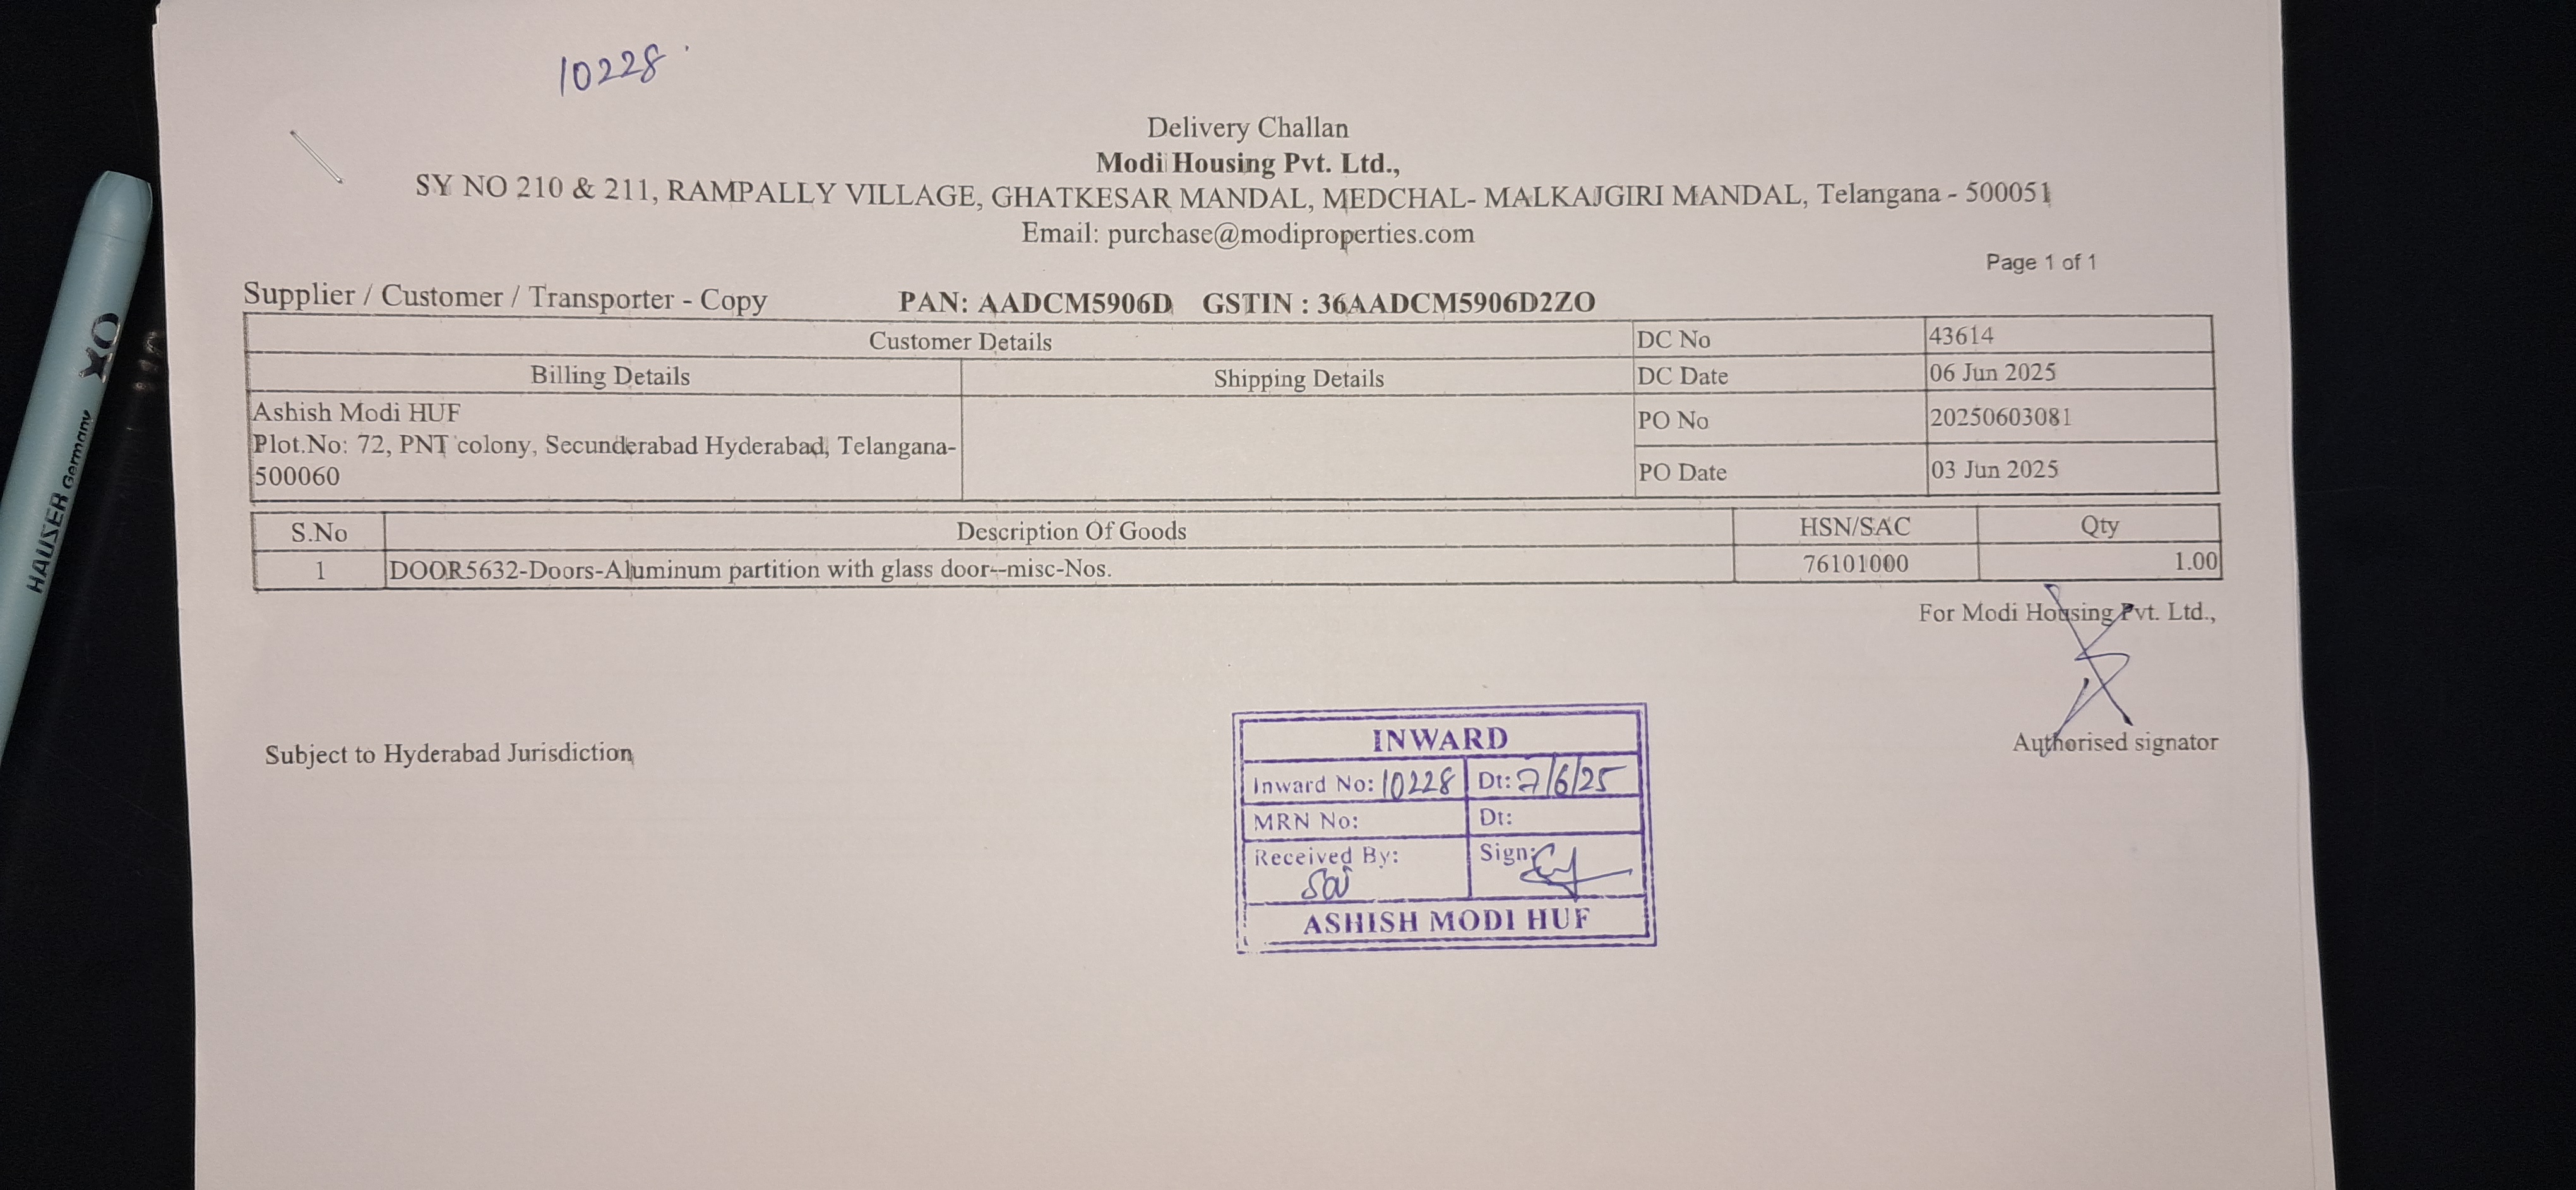 10228
Delivery Challan
Modi Housing Pvt. Ltd.,
SY NO 210 & 211, RAMPALLY VILLAGE, GHATKESAR MANDAL, MEDCHAL- MALKAJGIRI MANDAL, Telangana - 500051
Email: purchase@modiproperties.com
Page 1 of 1
Supplier / Customer / Transporter - Copy PAN: AADCM5906D GSTIN : 36AADCM5906D2ZO
Customer Details DC No 43614
Billing Details Shipping Details DC Date 06 Jun 2025
Ashish Modi HUF
Plot.No: 72, PNT colony, Secunderabad Hyderabad, Telangana-
500060
PO No 20250603081
PO Date 03 Jun 2025
S.No Description Of Goods HSN/SAC Qty
1 DOOR5632-Doors-Aluminum partition with glass door--misc-Nos. 76101000 1.00
For Modi Housing Pvt. Ltd.,
Authorised signator
Subject to Hyderabad Jurisdiction
INWARD
Inward No: 10228 Dt: 7/6/25
MRN No: Dt:
Received By: Sai Sign:
ASHISH MODI HUF
HAUSER Germany XO